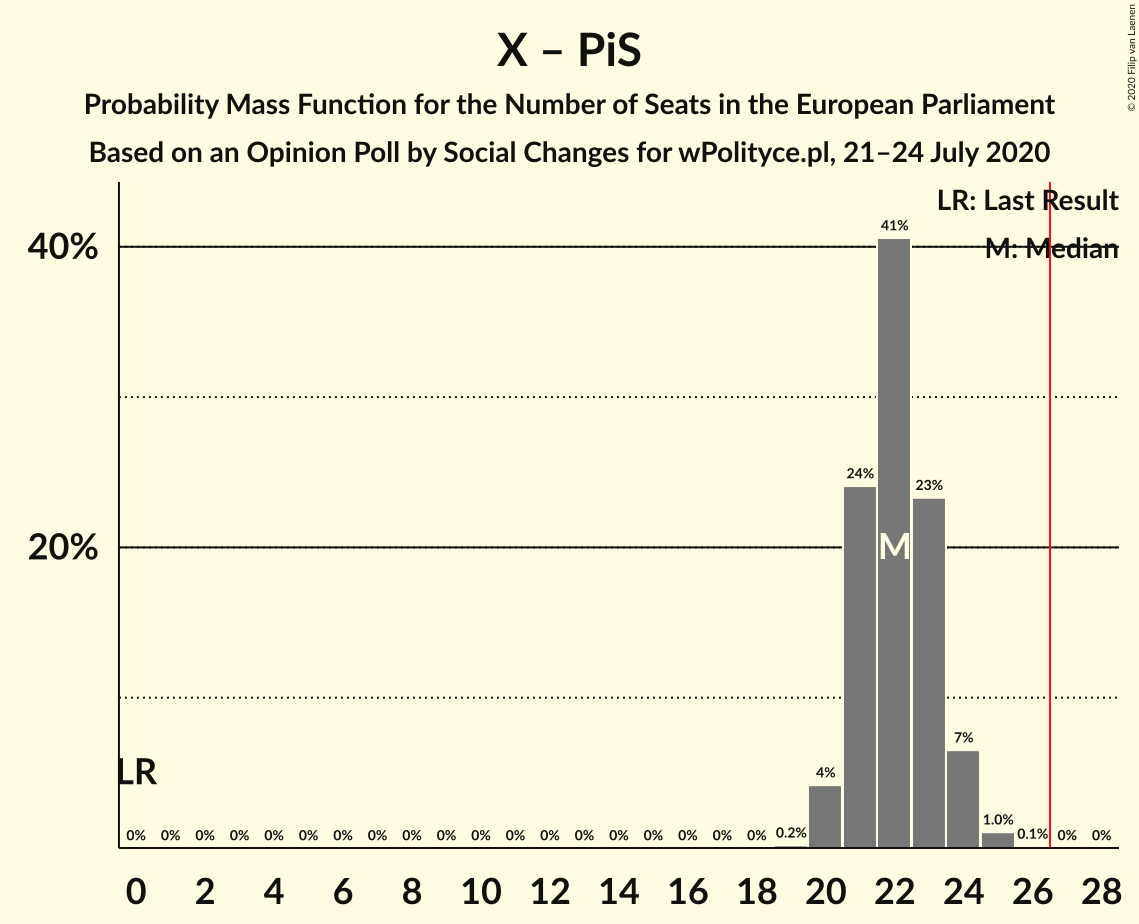 X – PiS
Probability Mass Function for the Number of Seats in the European Parliament
Based on an Opinion Poll by Social Changes for wPolityce.pl, 21–24 July 2020
© 2020 Filip van Laenen
LR: Last Result
M: Median
40%
20%
41%
24%
23%
M
7%
4%
LR
0% 0% 0% 0% 0% 0% 0% 0% 0% 0% 0% 0% 0% 0% 0% 0% 0% 0% 0% 0.2% 1.0% 0.1% 0% 0%
0 2 4 6 8 10 12 14 16 18 20 22 24 26 28